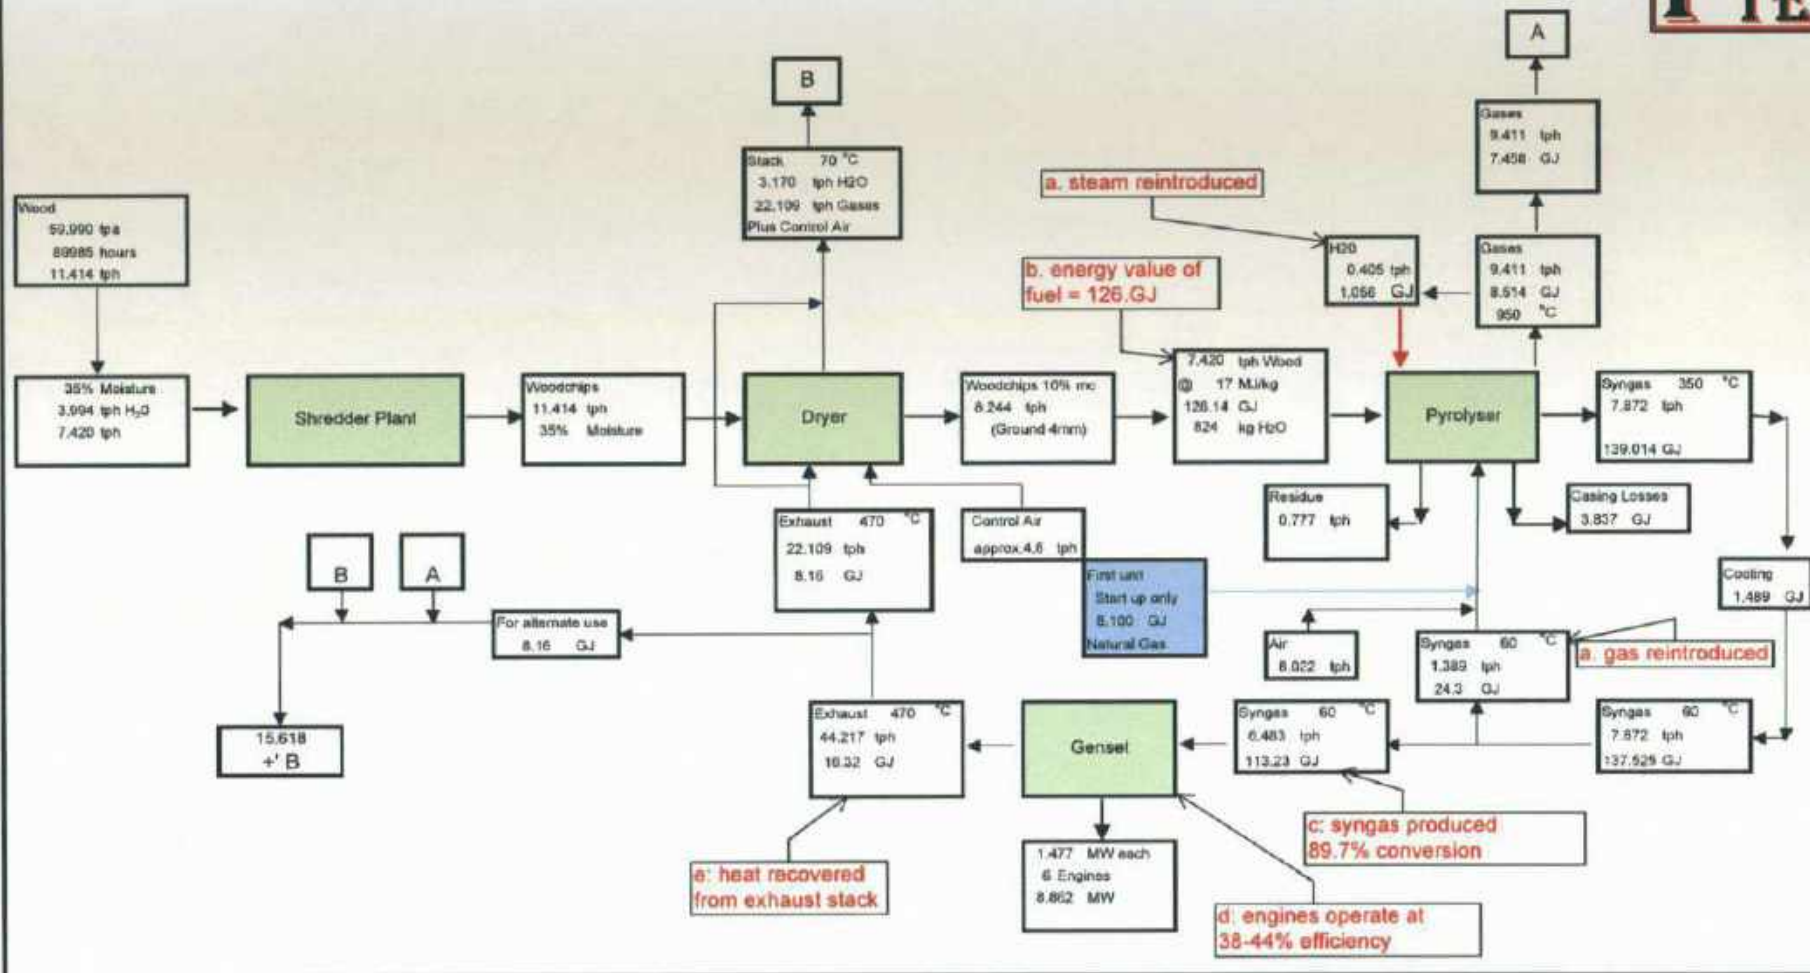 A
B
Gases
9.411 tph
7.458 GJ
Stack 70 °C
3.170 tph H2O
22.109 tph Gases
Plus Control Air
a. steam reintroduced
Wood
59,990 tpa
89985 hours
11.414 tph
H20
0.405 tph
1.056 GJ
Gases
9.411 tph
8.514 GJ
950 °C
b. energy value of
fuel = 126.GJ
35% Moisture
3.994 tph H₂0
7.420 tph
Shredder Plant
Woodchips
11.414 tph
35% Moisture
Dryer
Woodchips 10% mc
8.244 tph
(Ground 4mm)
7.420 tph Wood
@ 17 MJ/kg
126.14 GJ
824 kg H2O
Pyrolyser
Syngas 350 °C
7.872 tph
139.014 GJ
Residue
0.777 tph
Casing Losses
3.837 GJ
Exhaust 470 °C
22.109 tph
8.16 GJ
Control Air
approx.4.6 tph
B
A
First unit
Start up only
8.100 GJ
Natural Gas
Cooling
1.489 GJ
For alternate use
8.16 GJ
Air
8.022 tph
Syngas 60 °C
1.389 tph
24.3 GJ
a. gas reintroduced
Exhaust 470 °C
44.217 tph
16.32 GJ
Genset
Syngas 60 °C
6.483 tph
113.23 GJ
Syngas 60 °C
7.872 tph
137.525 GJ
15.618
+' B
c: syngas produced
89.7% conversion
1.477 MW each
6 Engines
8.862 MW
e: heat recovered
from exhaust stack
d: engines operate at
38-44% efficiency